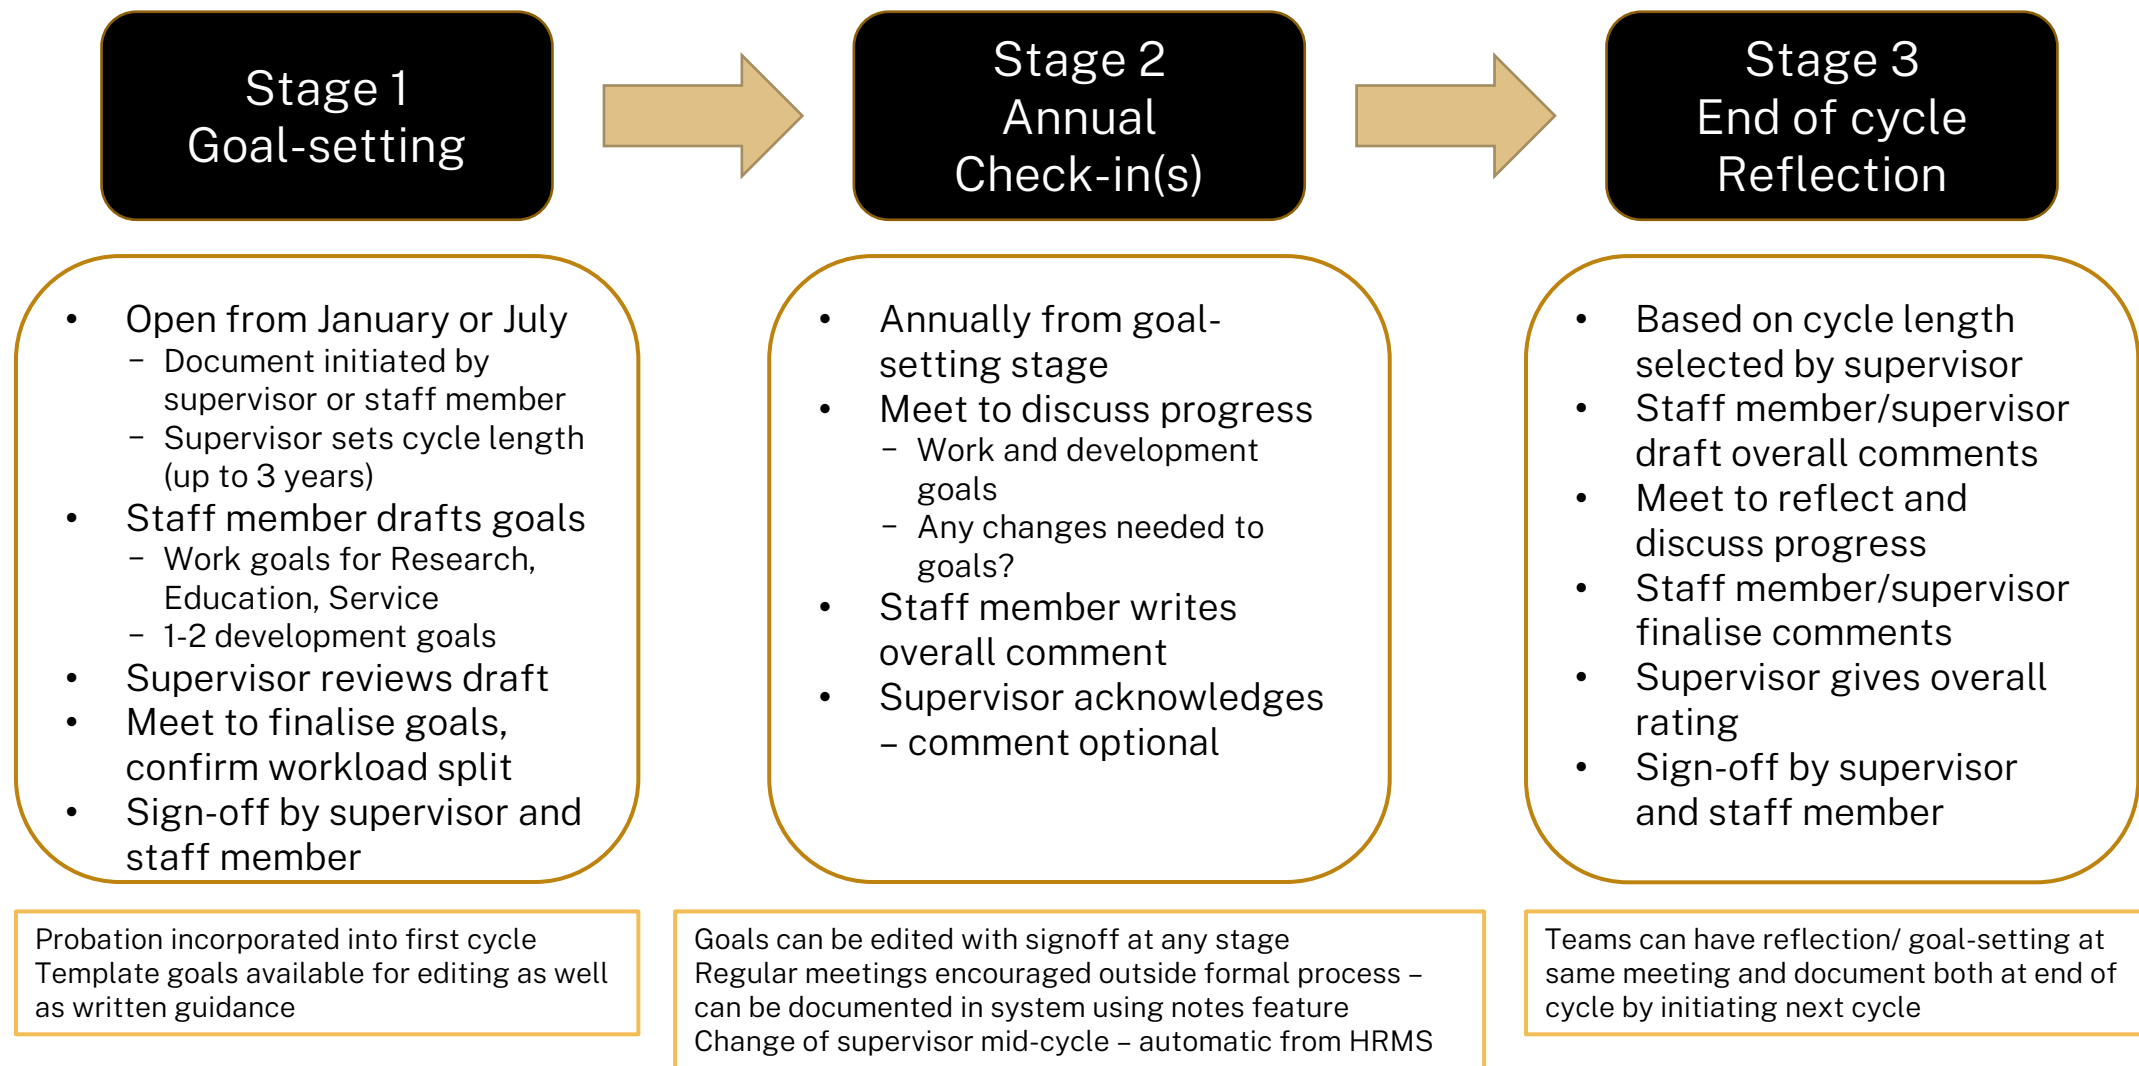 Stage 1
Goal-setting
Stage 2
Annual
Check-in(s)
Stage 3
End of cycle
Reflection
• Open from January or July
– Document initiated by
supervisor or staff member
– Supervisor sets cycle length
(up to 3 years)
• Staff member drafts goals
– Work goals for Research,
Education, Service
– 1-2 development goals
• Supervisor reviews draft
• Meet to finalise goals,
confirm workload split
• Sign-off by supervisor and
staff member
• Annually from goal-
setting stage
• Meet to discuss progress
– Work and development
goals
– Any changes needed to
goals?
• Staff member writes
overall comment
• Supervisor acknowledges
– comment optional
• Based on cycle length
selected by supervisor
• Staff member/supervisor
draft overall comments
• Meet to reflect and
discuss progress
• Staff member/supervisor
finalise comments
• Supervisor gives overall
rating
• Sign-off by supervisor
and staff member
Probation incorporated into first cycle
Template goals available for editing as well
as written guidance
Goals can be edited with signoff at any stage
Regular meetings encouraged outside formal process –
can be documented in system using notes feature
Change of supervisor mid-cycle – automatic from HRMS
Teams can have reflection/ goal-setting at
same meeting and document both at end of
cycle by initiating next cycle